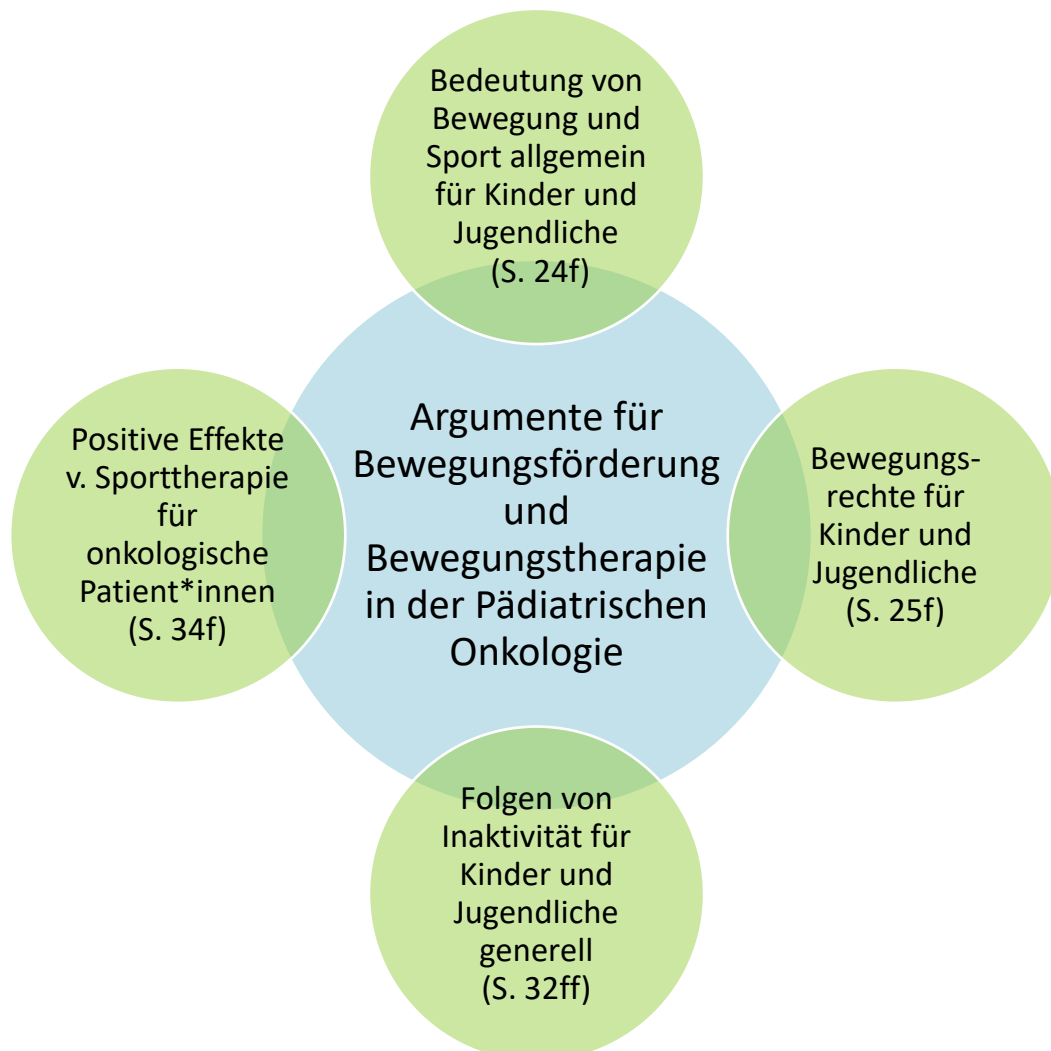 Bedeutung von
Bewegung und
Sport allgemein
für Kinder und
Jugendliche
(S. 24f)
Positive Effekte
v. Sporttherapie
für
onkologische
Patient*innen
(S. 34f)
Argumente für
Bewegungsförderung
und
Bewegungstherapie
in der Pädiatrischen
Onkologie
Bewegungs-
rechte für
Kinder und
Jugendliche
(S. 25f)
Folgen von
Inaktivität für
Kinder und
Jugendliche
generell
(S. 32ff)